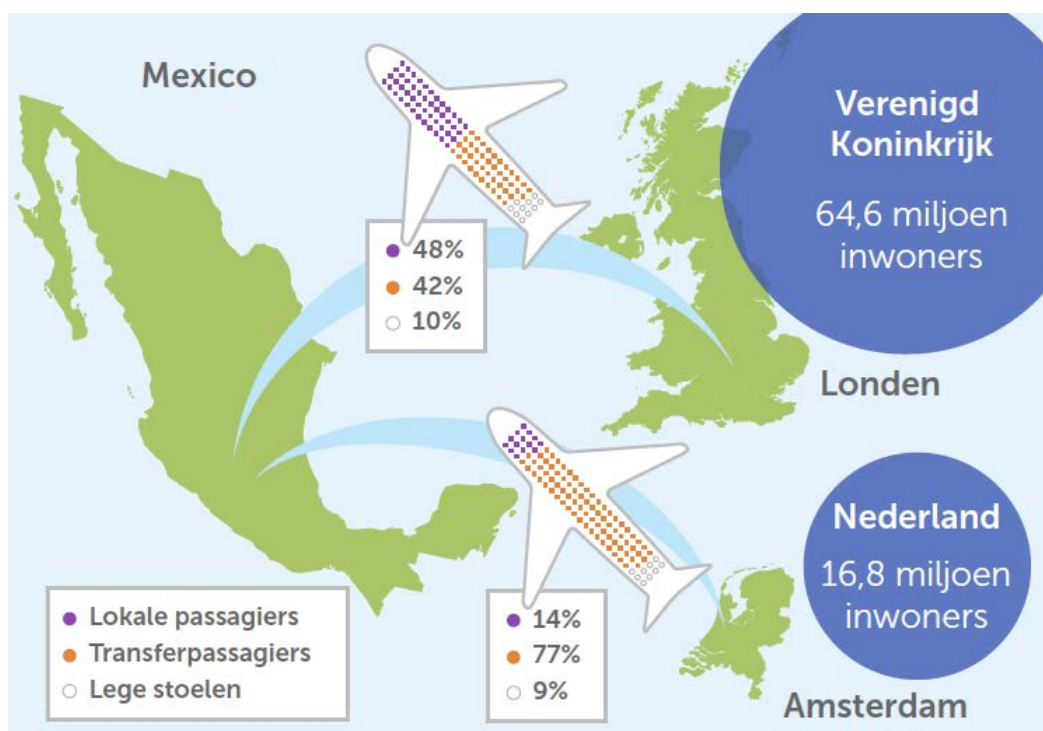 Mexico
Verenigd
Koninkrijk
64,6 miljoen
inwoners
48%
42%
10%
Londen
Nederland
16,8 miljoen
inwoners
Lokale passagiers
Transferpassagiers
Lege stoelen
14%
77%
9%
Amsterdam